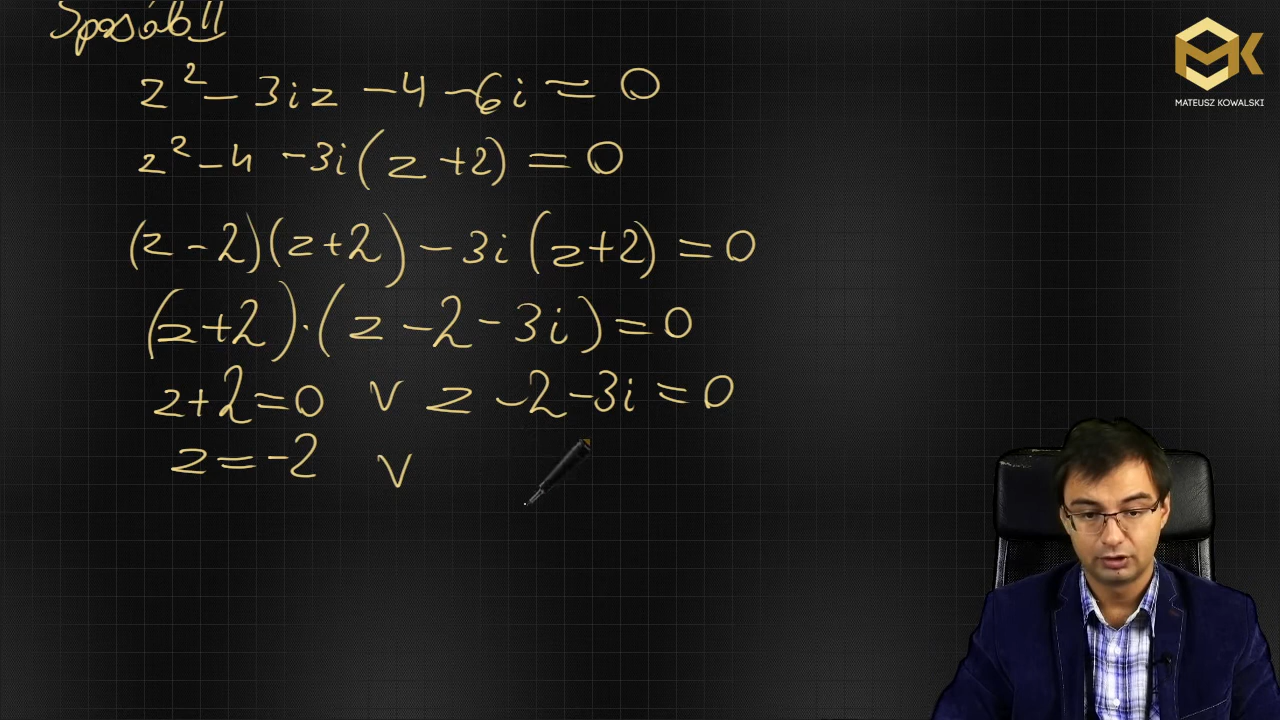 Sposób II
z² - 3iz - 4 - 6i = 0
z² - 4 - 3i(z+2) = 0
(z-2)(z+2) - 3i(z+2) = 0
(z+2)·(z-2-3i) = 0
z+2=0 ∨ z-2-3i=0
z=-2 ∨
MATEUSZ KOWALSKI